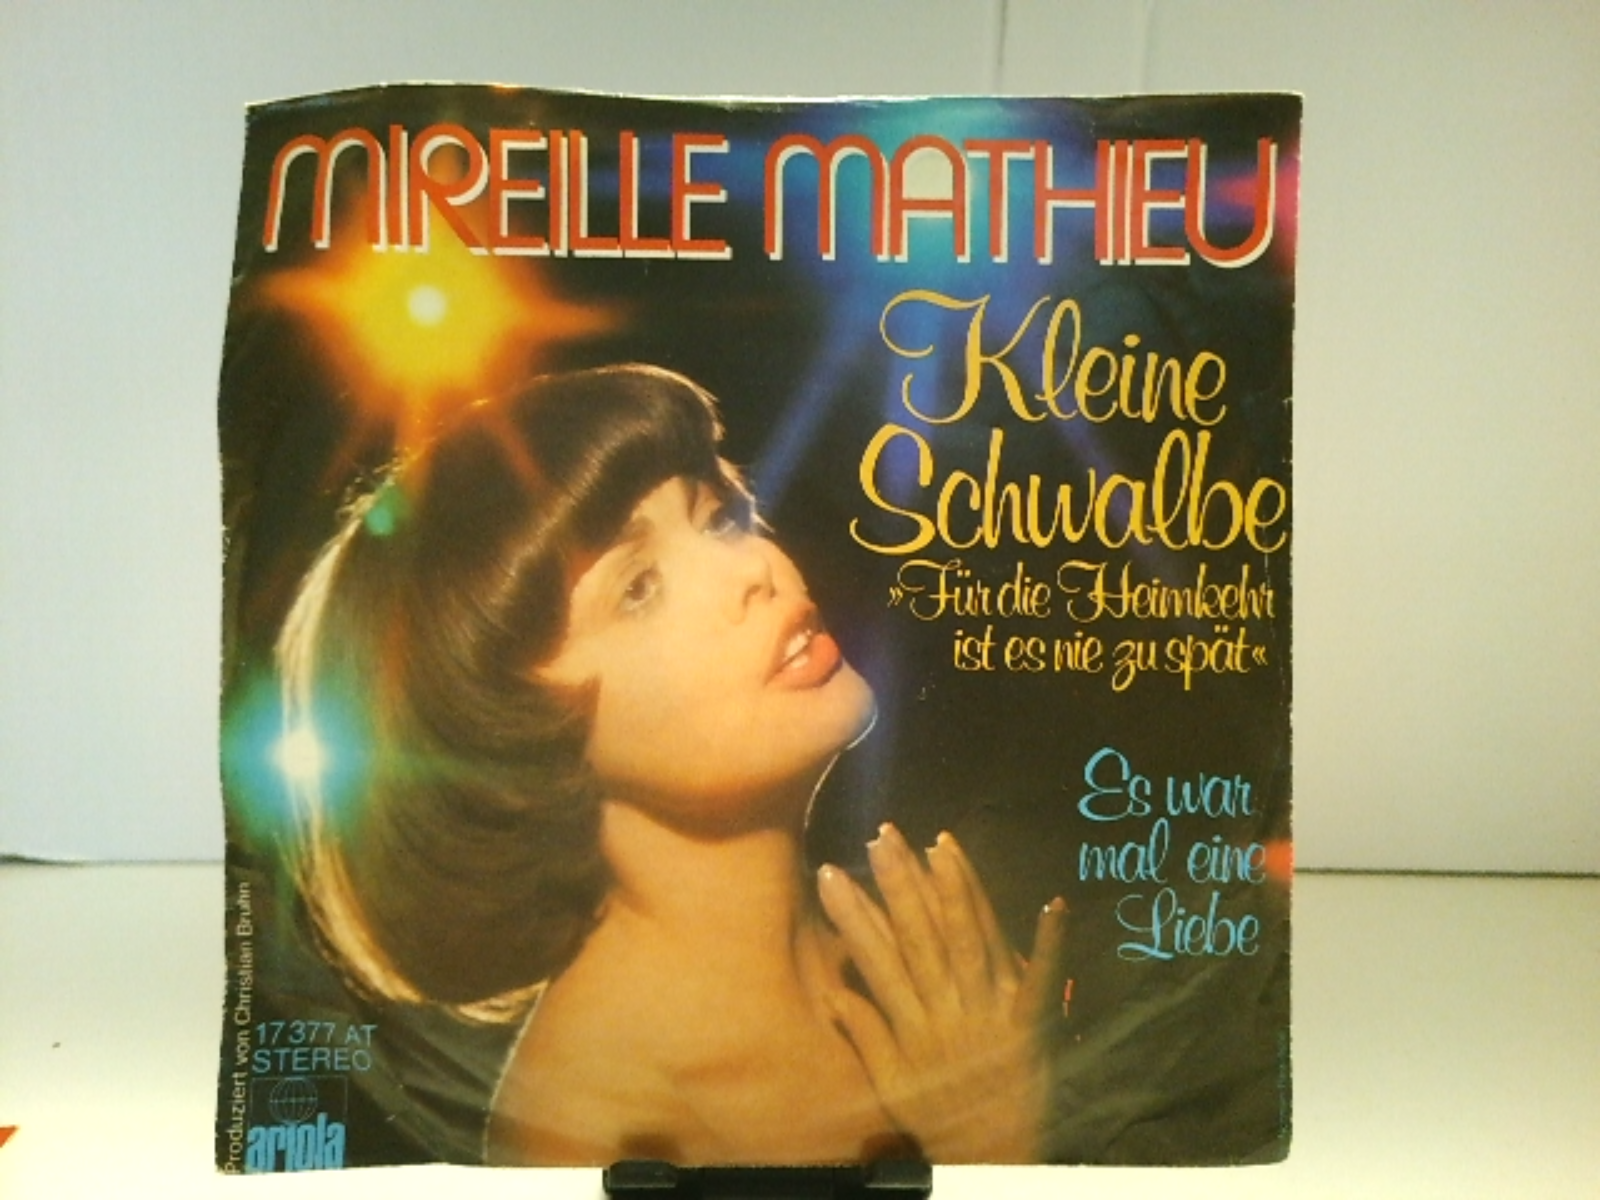 MIREILLE MATHIEU
Kleine
Schwalbe
»Für die Heimkehr
ist es nie zu spät«
Es war
mal eine
Liebe
Produziert von Christian Bruhn
17 377 AT
STEREO
ariola